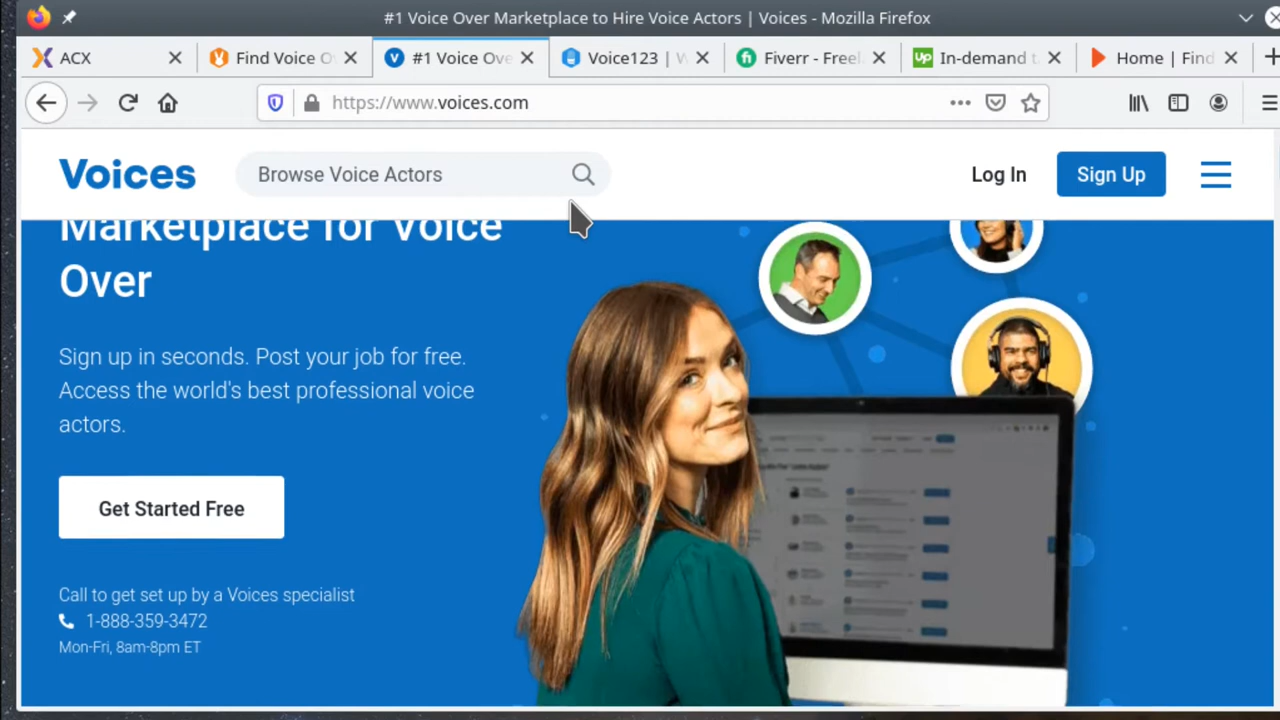 #1 Voice Over Marketplace to Hire Voice Actors | Voices - Mozilla Firefox
ACX
Find Voice O
#1 Voice Ove
Voice123 | W
Fiverr - Freel
Up
In-demand t
Home | Find
https://www.voices.com
Voices
Browse Voice Actors
Log In
Sign Up
Marketplace for Voice
Over
Sign up in seconds. Post your job for free.
Access the world's best professional voice
actors.
Get Started Free
Call to get set up by a Voices specialist
1-888-359-3472
Mon-Fri, 8am-8pm ET